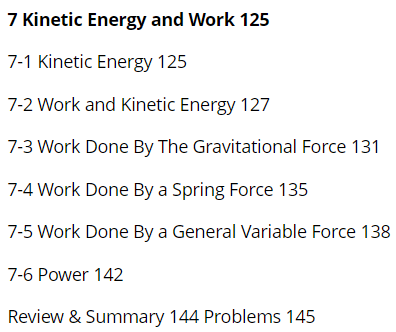 7 Kinetic Energy and Work 125
7-1 Kinetic Energy 125
7-2 Work and Kinetic Energy 127
7-3 Work Done By The Gravitational Force 131
7-4 Work Done By a Spring Force 135
7-5 Work Done By a General Variable Force 138
7-6 Power 142
Review & Summary 144 Problems 145